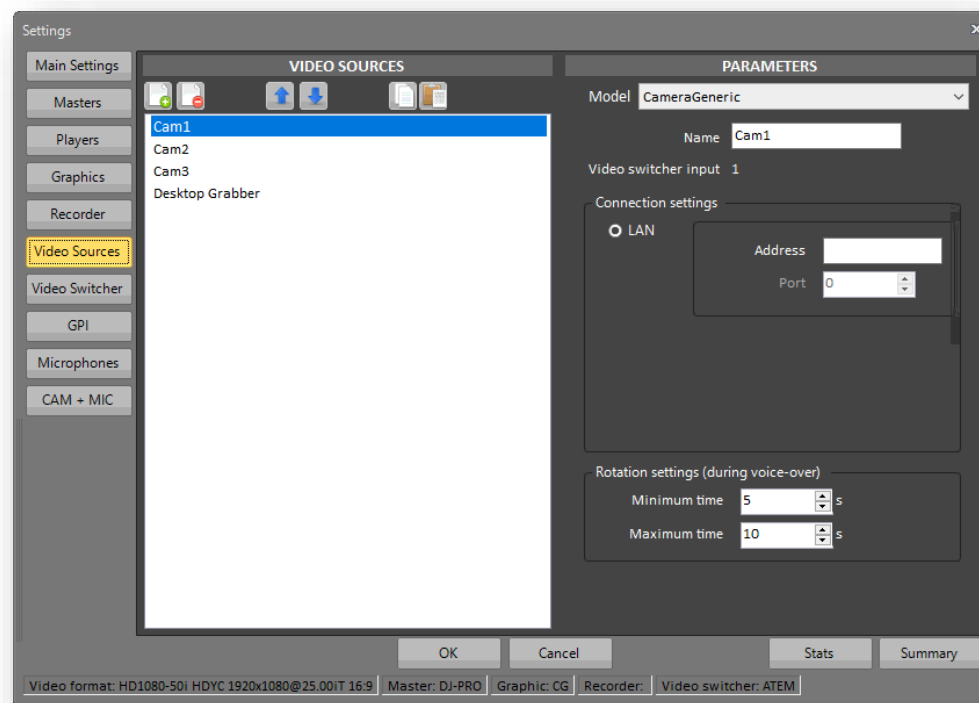 Settings
Main Settings
Masters
Players
Graphics
Recorder
Video Sources
Video Switcher
GPI
Microphones
CAM + MIC
VIDEO SOURCES
Cam1
Cam2
Cam3
Desktop Grabber
PARAMETERS
Model CameraGeneric
Name Cam1
Video switcher input 1
Connection settings
LAN
Address
Port 0
Rotation settings (during voice-over)
Minimum time 5 s
Maximum time 10 s
OK Cancel Stats Summary
Video format: HD1080-50i HDYC 1920x1080@25.00iT 16:9 Master: DJ-PRO Graphic: CG Recorder: Video switcher: ATEM